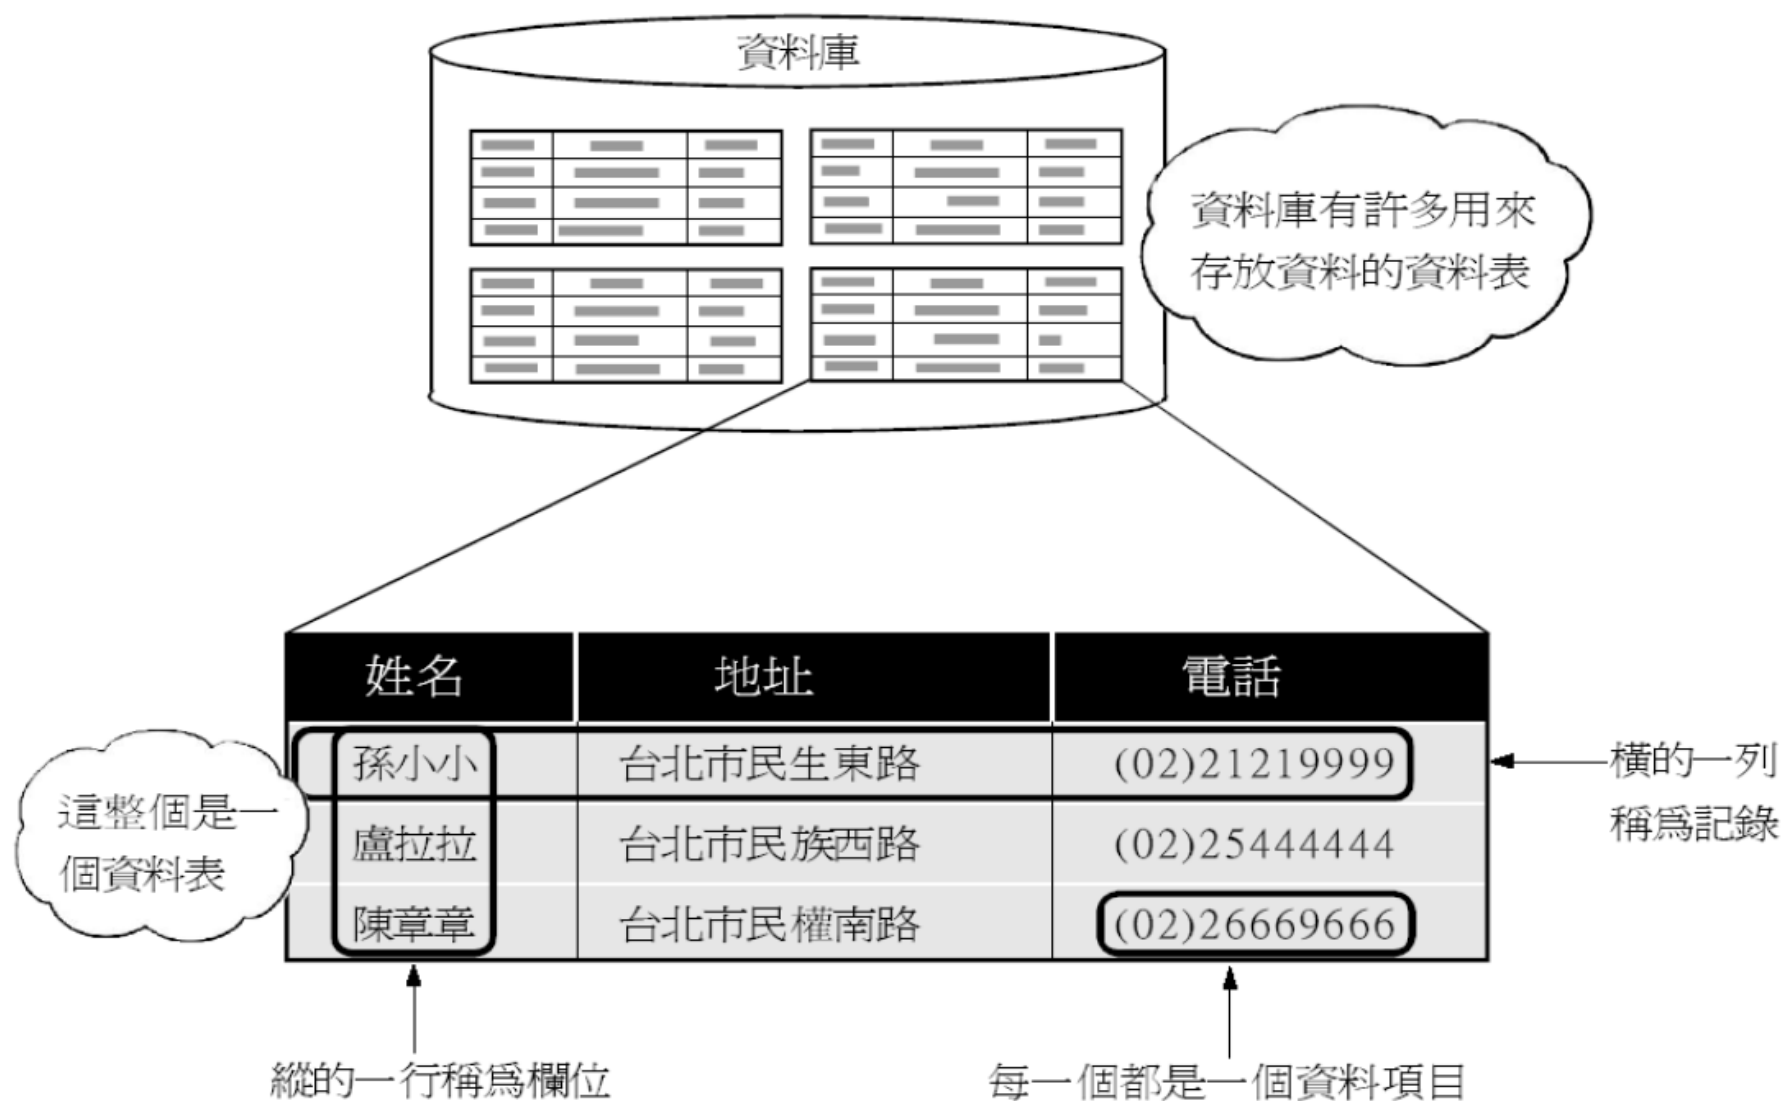 資料庫
資料庫有許多用來
存放資料的資料表
姓名 地址 電話
孫小小 台北市民生東路 (02)21219999
盧拉拉 台北市民族西路 (02)25444444
陳章章 台北市民權南路 (02)26669666
橫的一列
稱爲記錄
這整個是一
個資料表
縱的一行稱爲欄位
每一個都是一個資料項目